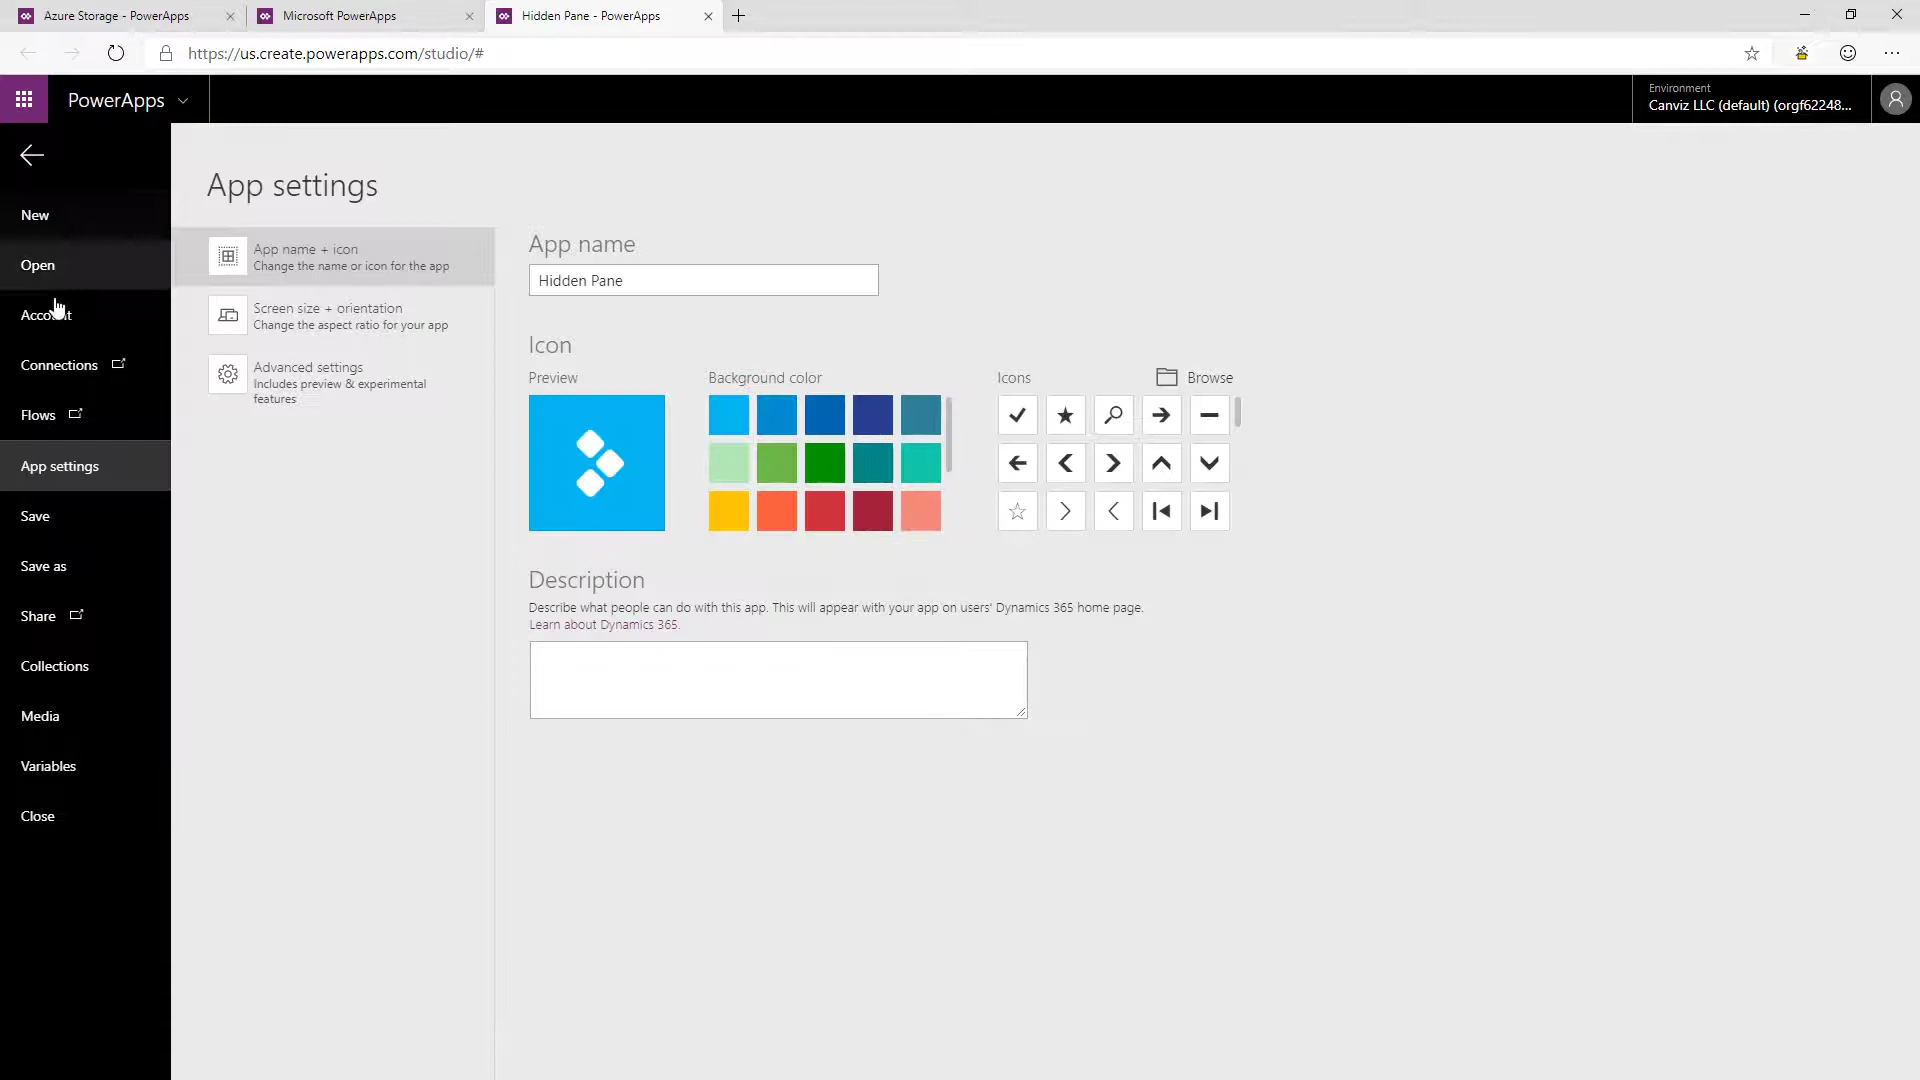 Azure Storage - PowerApps
Microsoft PowerApps
Hidden Pane - PowerApps
https://us.create.powerapps.com/studio/#
PowerApps
Environment
Canviz LLC (default) (orgf62248...
New
Open
Account
Connections
Flows
App settings
Save
Save as
Share
Collections
Media
Variables
Close
App settings
App name + icon
Change the name or icon for the app
Screen size + orientation
Change the aspect ratio for your app
Advanced settings
Includes preview & experimental
features
App name
Hidden Pane
Icon
Preview
Background color
Icons
Browse
Description
Describe what people can do with this app. This will appear with your app on users' Dynamics 365 home page.
Learn about Dynamics 365.